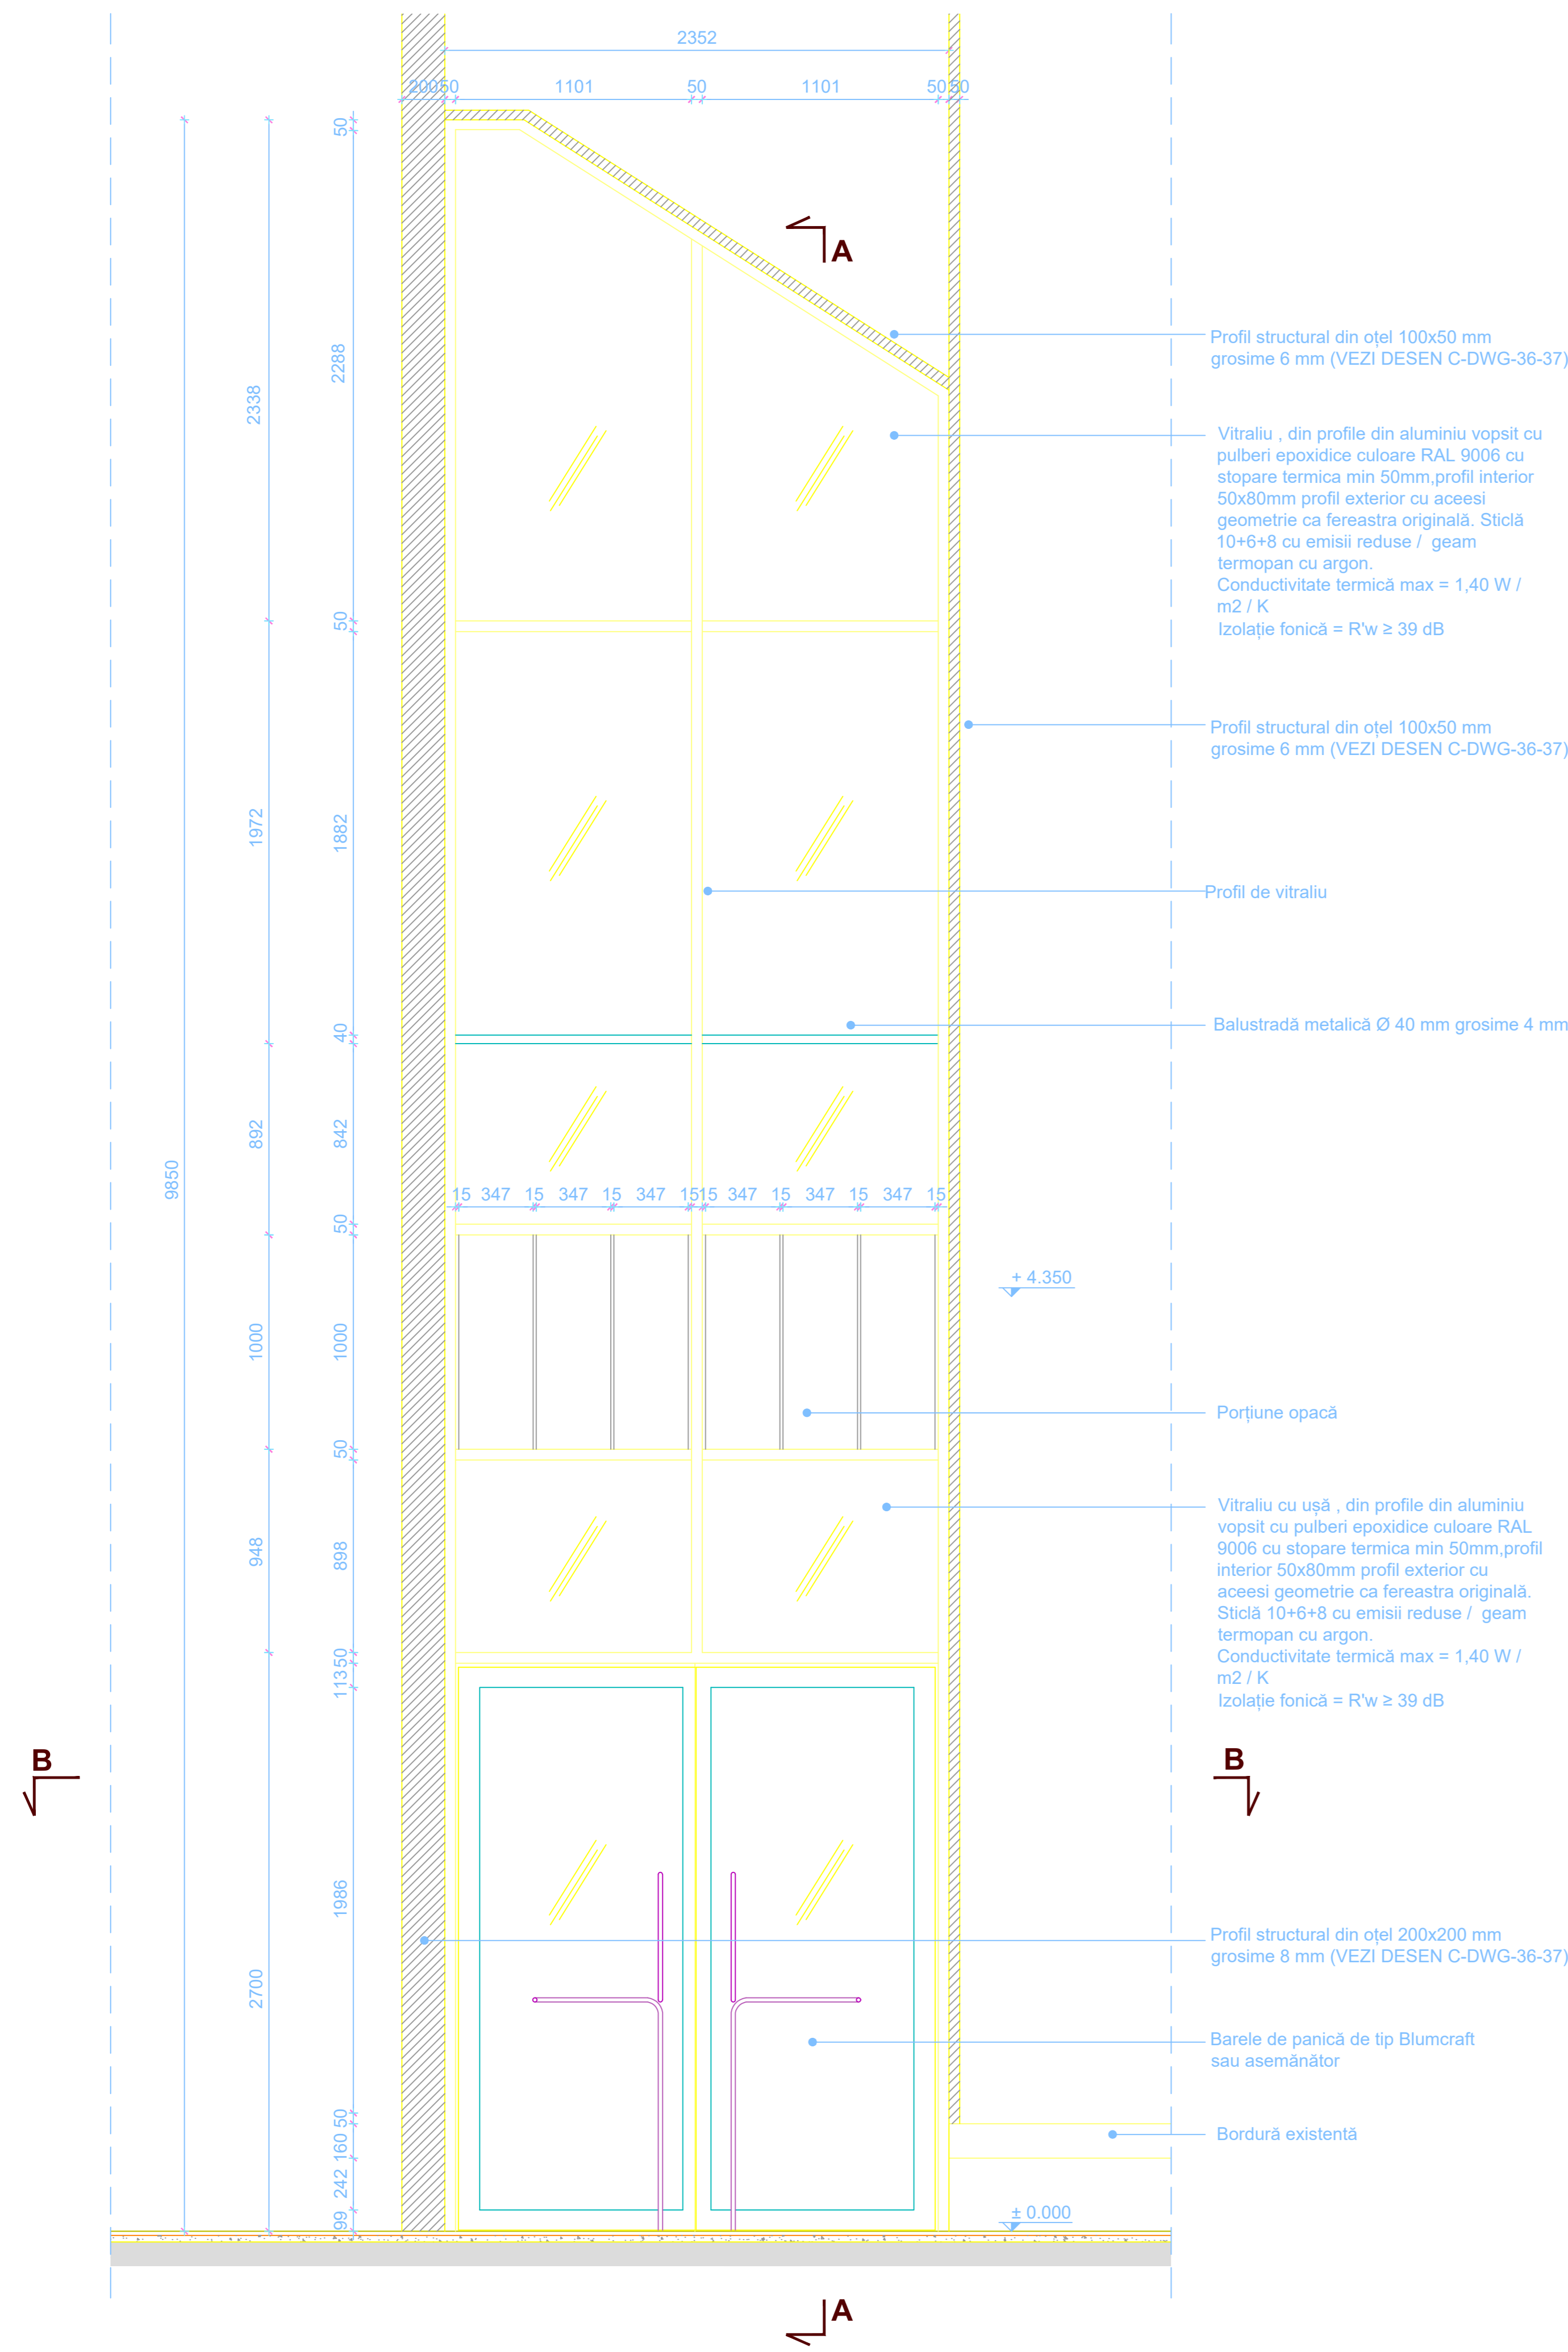 2352
200 50 1101 50 1101 50 50
50
2288
50
1882
40
842
50
1000
50
898
50
113
1986
50
160
242
99
2338
1972
892
1000
948
2700
9850
15 347 15 347 15 347 15 15 347 15 347 15 347 15
A
Profil structural din oțel 100x50 mm
grosime 6 mm (VEZI DESEN C-DWG-36-37)
Vitraliu , din profile din aluminiu vopsit cu
pulberi epoxidice culoare RAL 9006 cu
stopare termica min 50mm,profil interior
50x80mm profil exterior cu aceesi
geometrie ca fereastra originală. Sticlă
10+6+8 cu emisii reduse / geam
termopan cu argon.
Conductivitate termică max = 1,40 W /
m2 / K
Izolație fonică = R'w ≥ 39 dB
Profil structural din oțel 100x50 mm
grosime 6 mm (VEZI DESEN C-DWG-36-37)
Profil de vitraliu
Balustradă metalică Ø 40 mm grosime 4 mm
+ 4.350
Porțiune opacă
Vitraliu cu ușă , din profile din aluminiu
vopsit cu pulberi epoxidice culoare RAL
9006 cu stopare termica min 50mm,profil
interior 50x80mm profil exterior cu
aceesi geometrie ca fereastra originală.
Sticlă 10+6+8 cu emisii reduse / geam
termopan cu argon.
Conductivitate termică max = 1,40 W /
m2 / K
Izolație fonică = R'w ≥ 39 dB
B
B
Profil structural din oțel 200x200 mm
grosime 8 mm (VEZI DESEN C-DWG-36-37)
Barele de panică de tip Blumcraft
sau asemănător
Bordură existentă
± 0.000
A